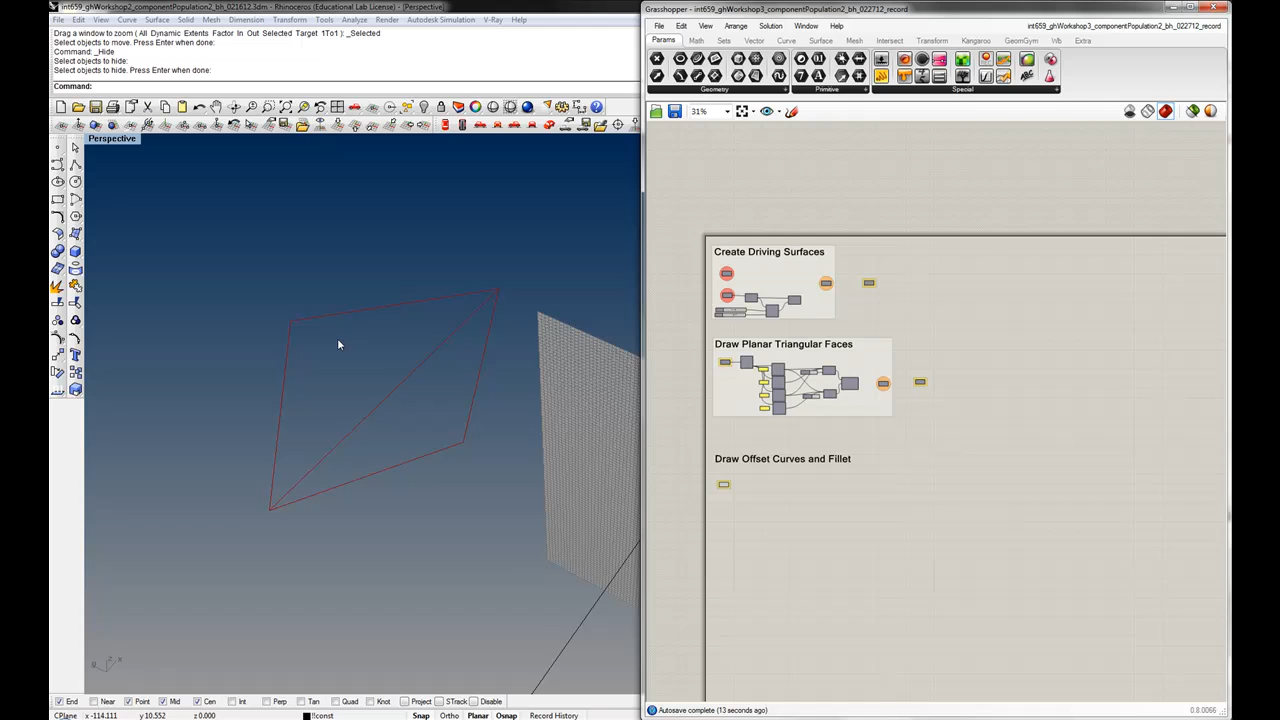 int659_ghWorkshop2_componentPopulation2_bh_021612.3dm - Rhinoceros (Educational Lab License) - [Perspective]
File Edit View Curve Surface Solid Mesh Dimension Transform Tools Analyze Render Autodesk Simulation V-Ray Help
Drag a window to zoom ( All Dynamic Extents Factor In Out Selected Target 1To1 ): _Selected
Select objects to move. Press Enter when done:
Command: _Hide
Select objects to hide:
Select objects to hide. Press Enter when done:
Command:
Perspective
End Near Point Mid Cen Int Perp Tan Quad Knot Project STrack Disable
CPlane x -114.111 y 10.552 z 0.000 !!const Snap Ortho Planar Osnap Record History
Grasshopper - int659_ghWorkshop3_componentPopulation2_bh_022712_record
File Edit View Arrange Solution Window Help
int659_ghWorkshop3_componentPopulation2_bh_022712_record
Params Math Sets Vector Curve Surface Mesh Intersect Transform Kangaroo GeomGym Wb Extra
Geometry Primitive Special
31%
Create Driving Surfaces
Draw Planar Triangular Faces
Draw Offset Curves and Fillet
Autosave complete (13 seconds ago)
0.8.0066